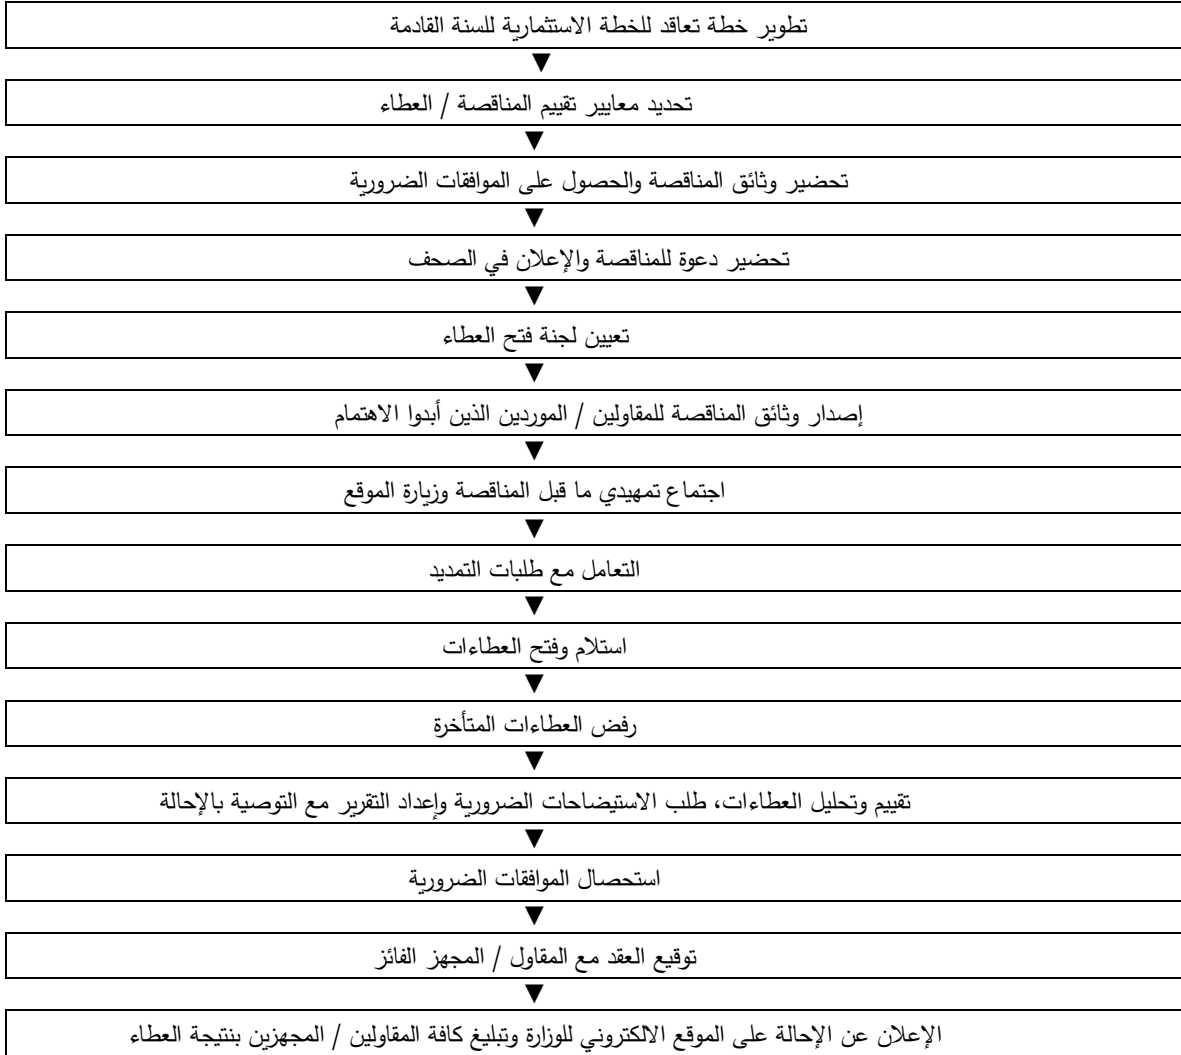 تطوير خطة تعاقد للخطة الاستثمارية للسنة القادمة
تحديد معايير تقييم المناقصة / العطاء
تحضير وثائق المناقصة والحصول على الموافقات الضرورية
تحضير دعوة للمناقصة والإعلان في الصحف
تعيين لجنة فتح العطاء
إصدار وثائق المناقصة للمقاولين / الموردين الذين أبدوا الاهتمام
اجتماع تمهيدي ما قبل المناقصة وزيارة الموقع
التعامل مع طلبات التمديد
استلام وفتح العطاءات
رفض العطاءات المتأخرة
تقييم وتحليل العطاءات، طلب الاستيضاحات الضرورية وإعداد التقرير مع التوصية بالإحالة
استحصال الموافقات الضرورية
توقيع العقد مع المقاول / المجهز الفائز
الإعلان عن الإحالة على الموقع الالكتروني للوزارة وتبليغ كافة المقاولين / المجهزين بنتيجة العطاء